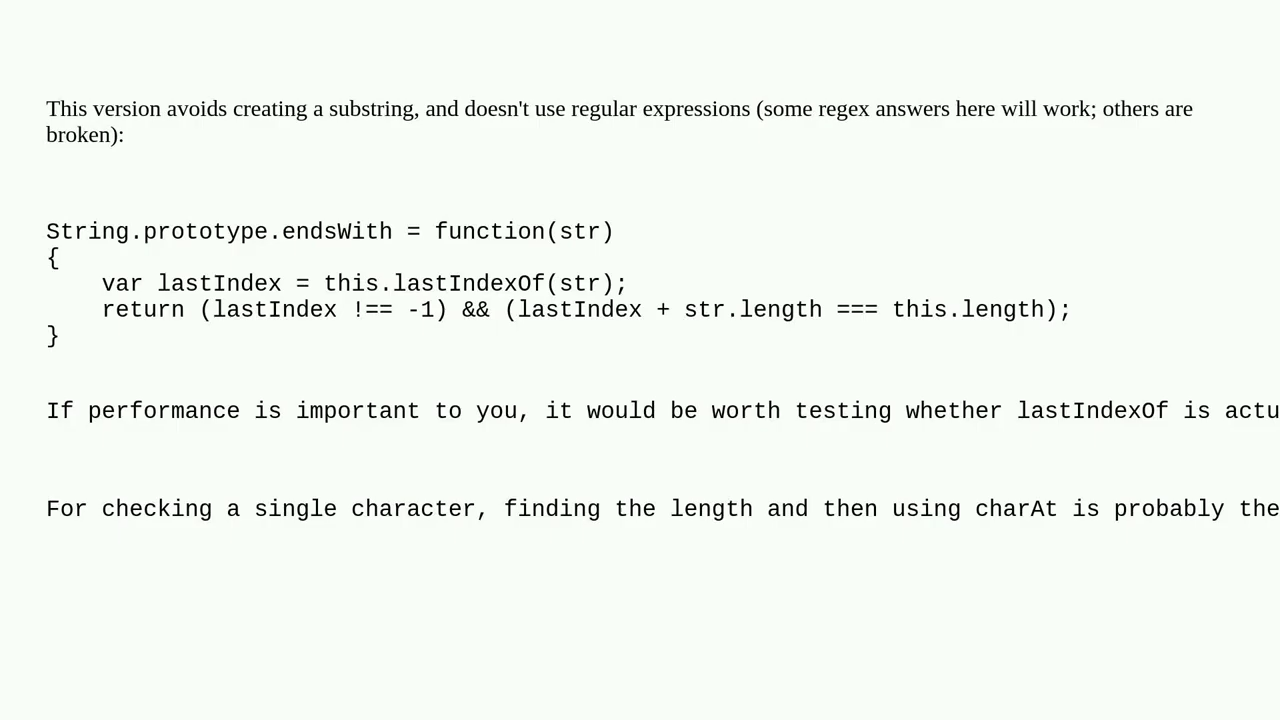 This version avoids creating a substring, and doesn't use regular expressions (some regex answers here will work; others are
broken):
String.prototype.endsWith = function(str)
{
    var lastIndex = this.lastIndexOf(str);
    return (lastIndex !== -1) && (lastIndex + str.length === this.length);
}
If performance is important to you, it would be worth testing whether lastIndexOf is actu
For checking a single character, finding the length and then using charAt is probably the